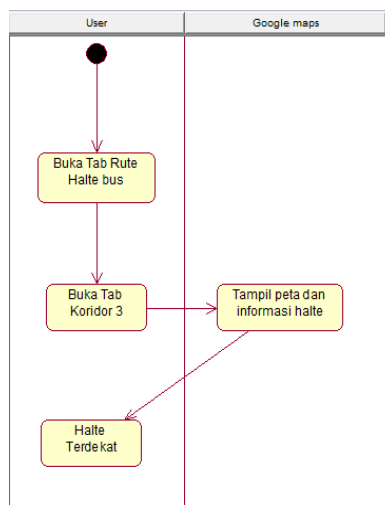 User
Google maps
Buka Tab Rute
Halte bus
Buka Tab
Koridor 3
Tampil peta dan
informasi halte
Halte
Terdekat